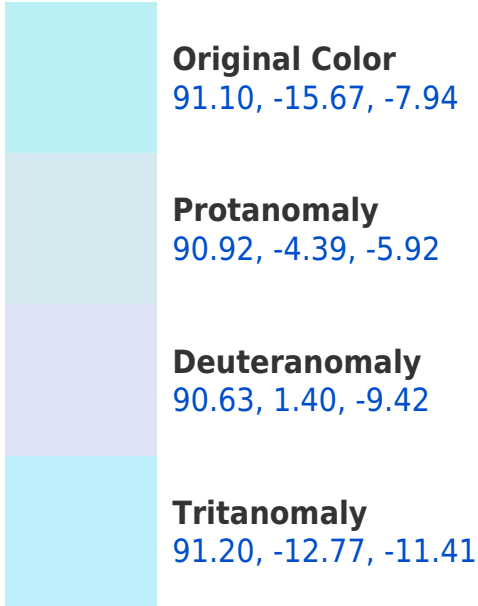 Original Color
91.10, -15.67, -7.94
Protanomaly
90.92, -4.39, -5.92
Deuteranomaly
90.63, 1.40, -9.42
Tritanomaly
91.20, -12.77, -11.41